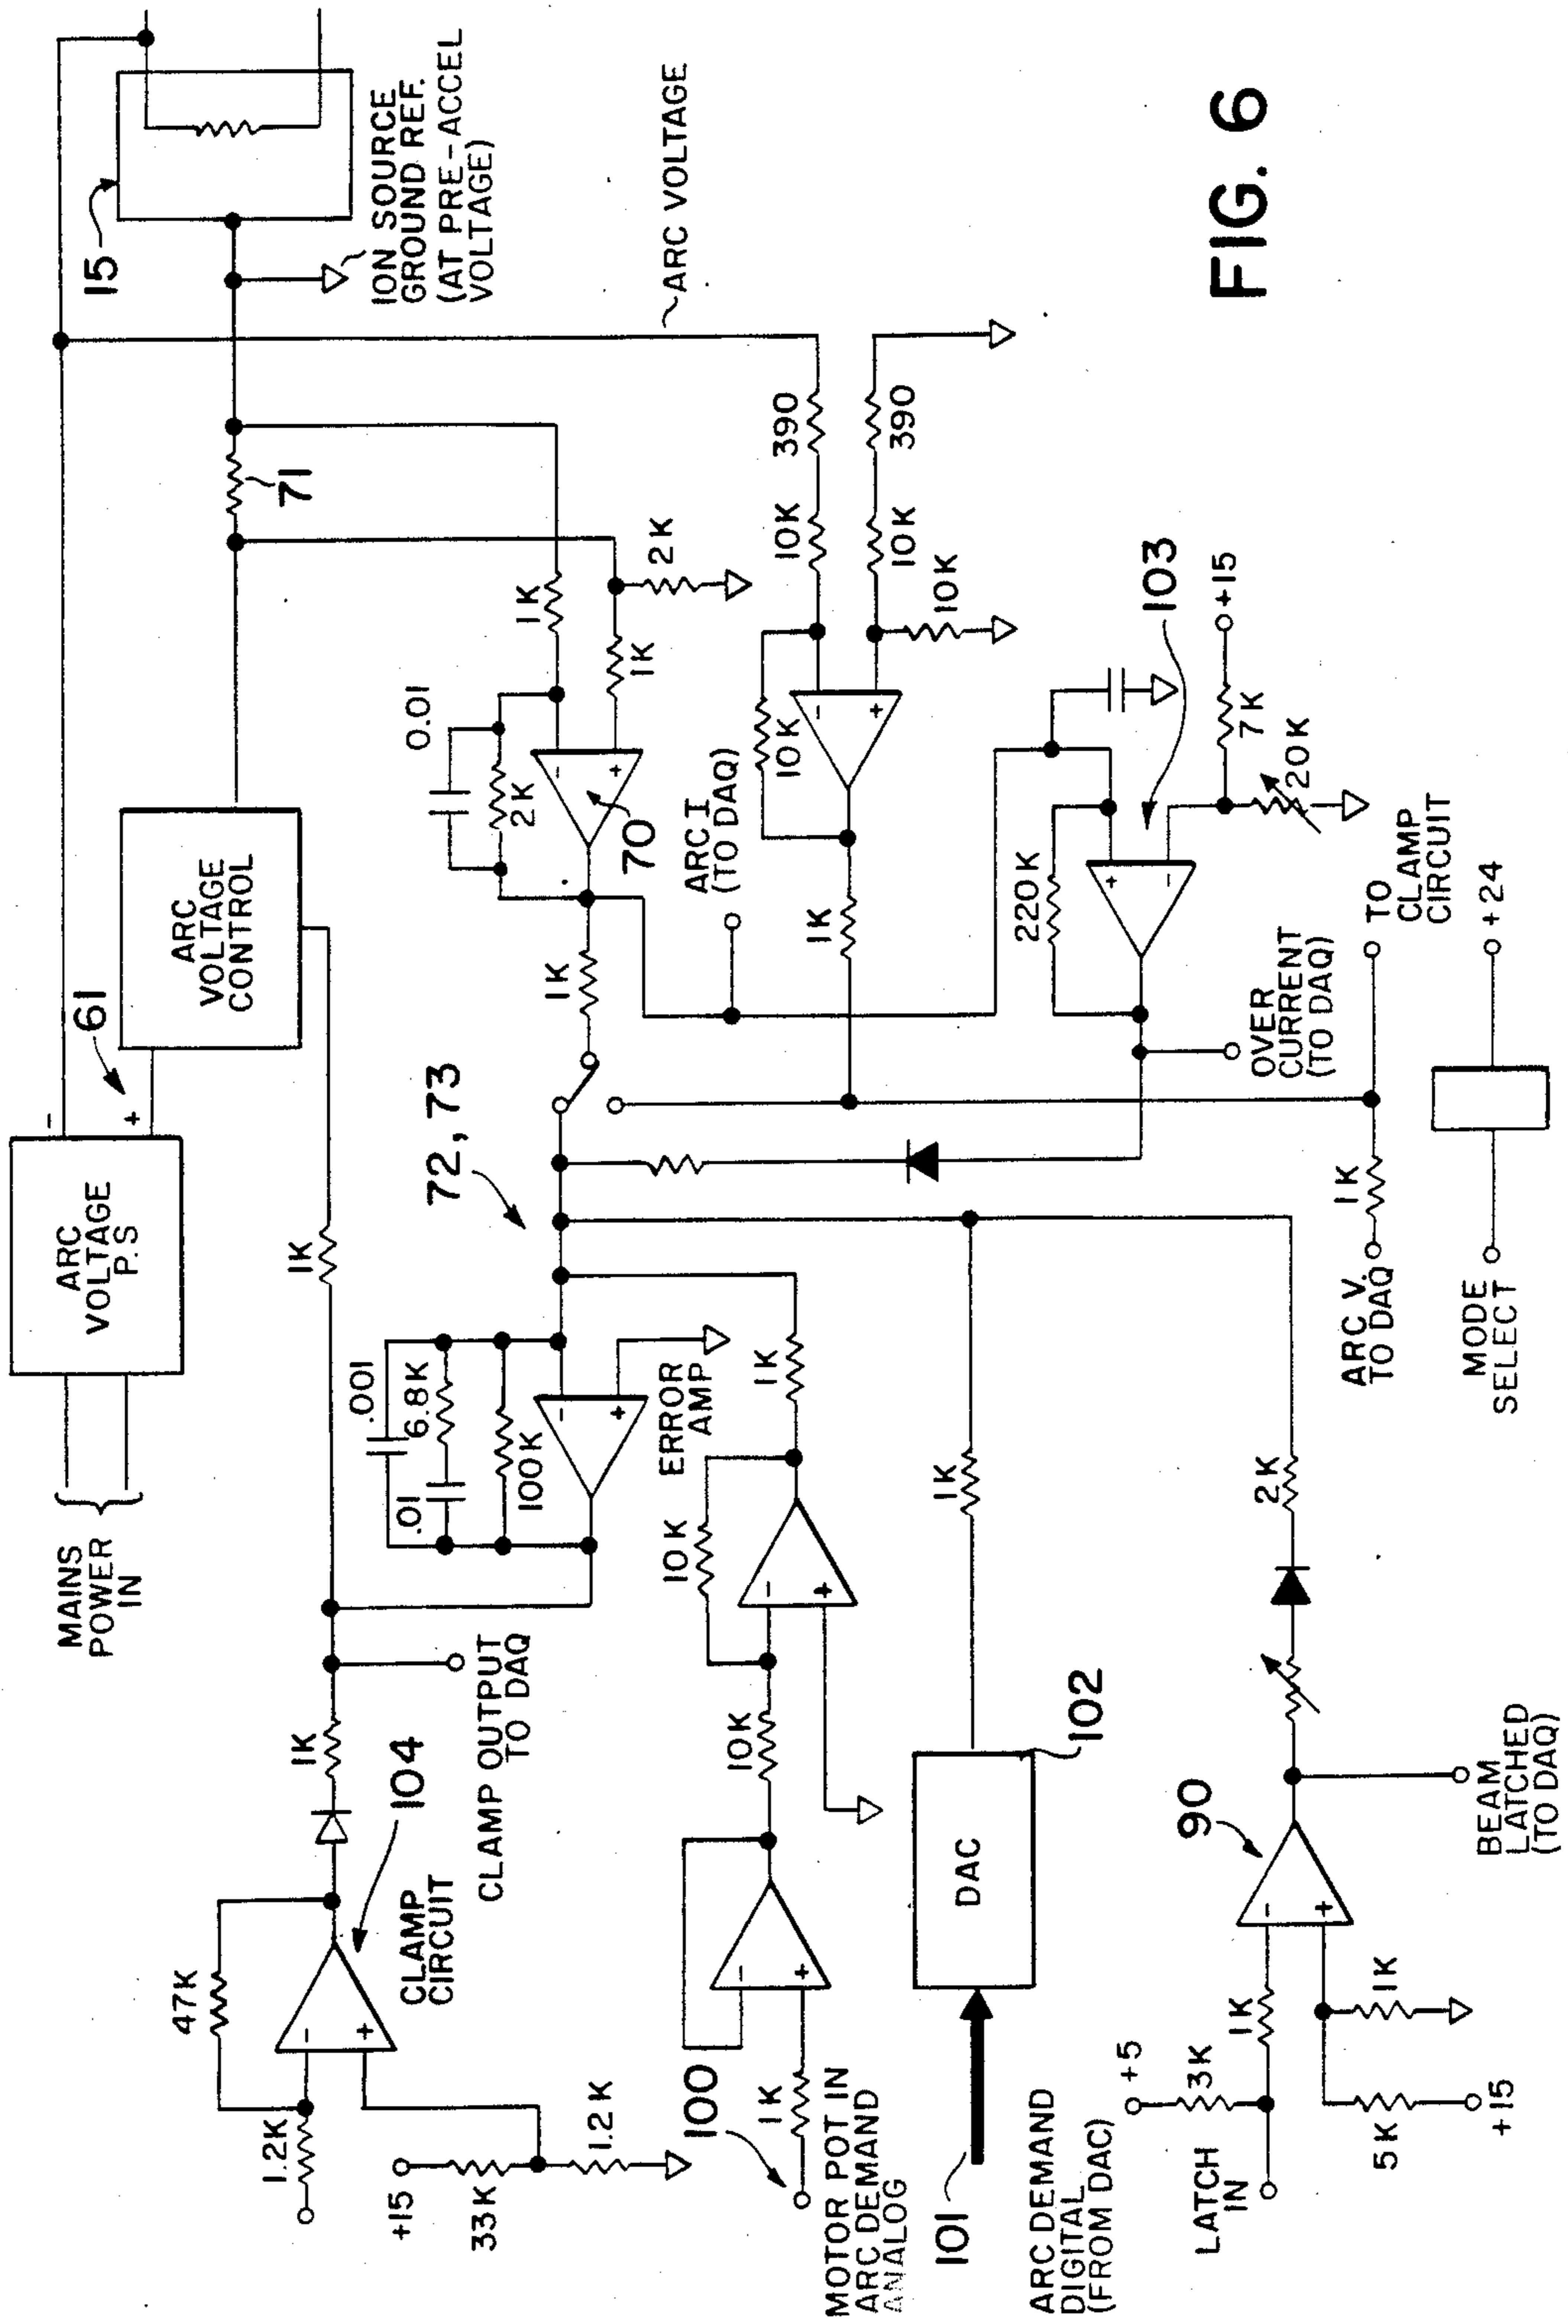 MAINS
POWER
IN
ARC
VOLTAGE
P.S
-
+
61
ARC
VOLTAGE
CONTROL
15
ION SOURCE
GROUND REF.
(AT PRE-ACCEL
VOLTAGE)
71
ARC VOLTAGE
1K
1K
47K
1.2K
-
+
104
CLAMP
CIRCUIT
CLAMP OUTPUT
TO DAQ
+15
33K
1.2K
72, 73
.001
6.8K
.01
100K
-
+
ERROR
AMP
1K
0.01
2K
1K
1K
2K
-
+
70
1K
ARC I
(TO DAQ)
390
390
10K
10K
10K
10K
-
+
1K
100
1K
MOTOR POT IN
ARC DEMAND
ANALOG
-
+
10K
10K
-
+
101
ARC DEMAND
DIGITAL
(FROM DAC)
DAC
102
1K
103
220K
+
-
7K
+15
20K
OVER
CURRENT
(TO DAQ)
TO
CLAMP
CIRCUIT
1K
ARC V.
TO DAQ
MODE
SELECT
+24
+5
3K
1K
LATCH
IN
5K
+15
1K
-
+
90
BEAM
LATCHED
(TO DAQ)
2K
FIG. 6